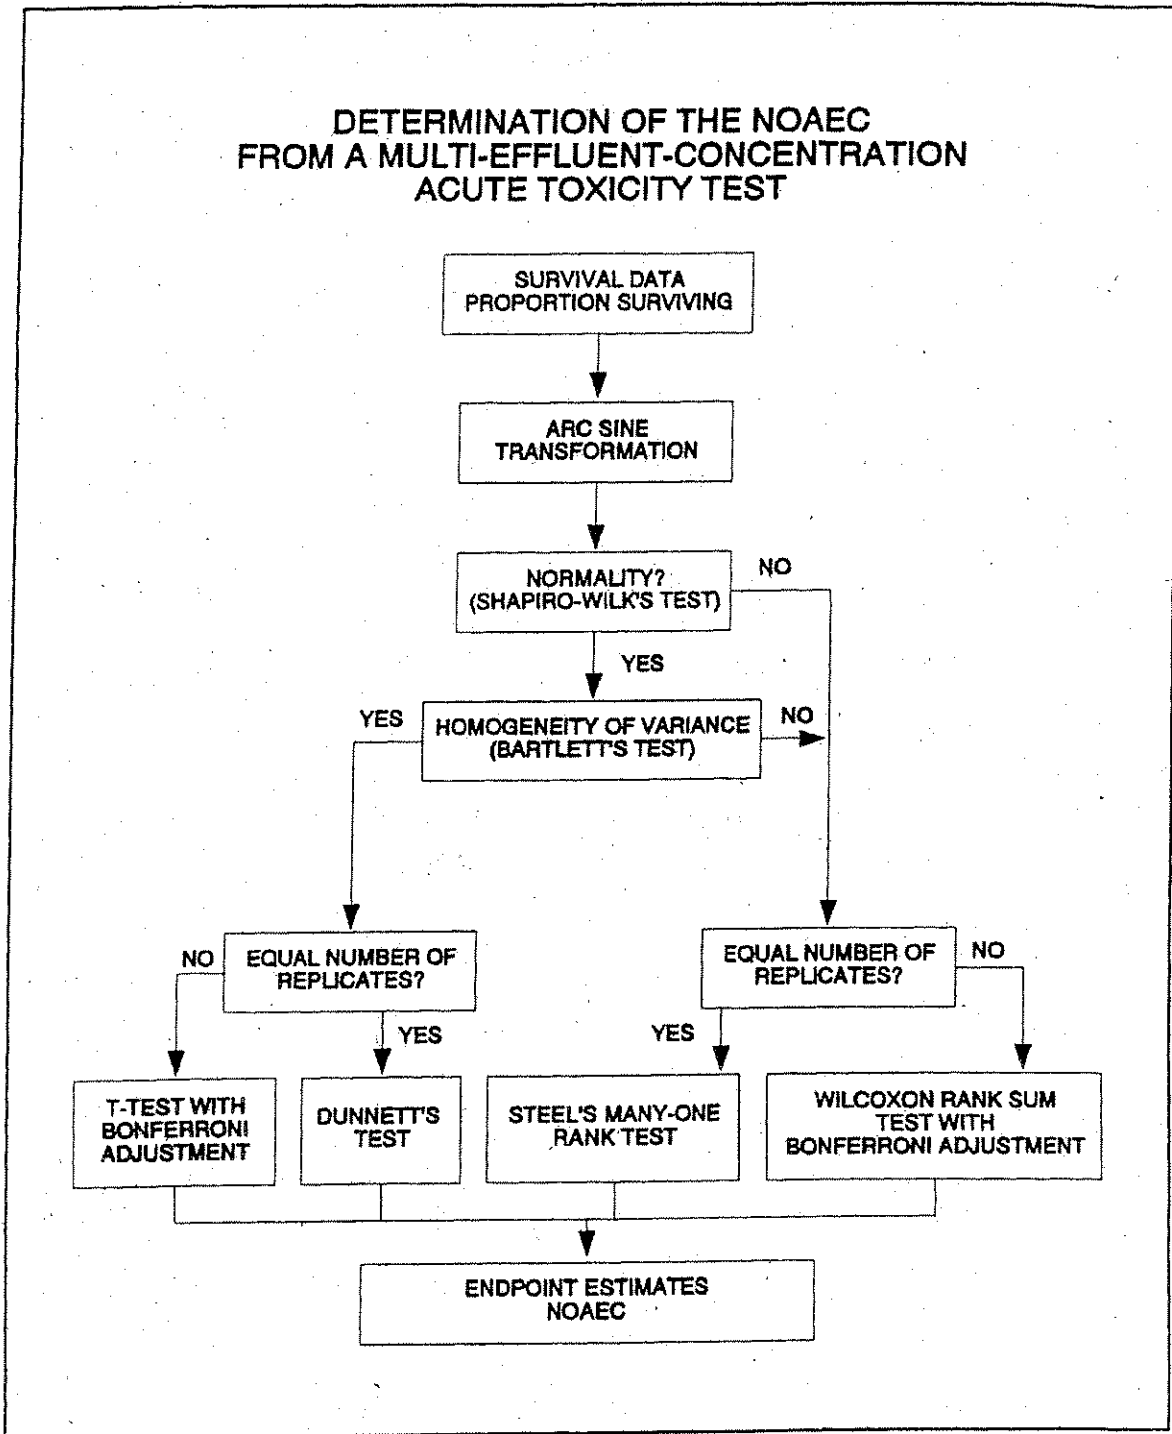 DETERMINATION OF THE NOAEC
FROM A MULTI-EFFLUENT-CONCENTRATION
ACUTE TOXICITY TEST
SURVIVAL DATA
PROPORTION SURVIVING
ARC SINE
TRANSFORMATION
NORMALITY?
(SHAPIRO-WILK'S TEST)
NO
YES
YES
HOMOGENEITY OF VARIANCE
(BARTLETT'S TEST)
NO
NO
EQUAL NUMBER OF
REPLICATES?
YES
EQUAL NUMBER OF
REPLICATES?
NO
YES
T-TEST WITH
BONFERRONI
ADJUSTMENT
DUNNETT'S
TEST
STEEL'S MANY-ONE
RANK TEST
WILCOXON RANK SUM
TEST WITH
BONFERRONI ADJUSTMENT
ENDPOINT ESTIMATES
NOAEC